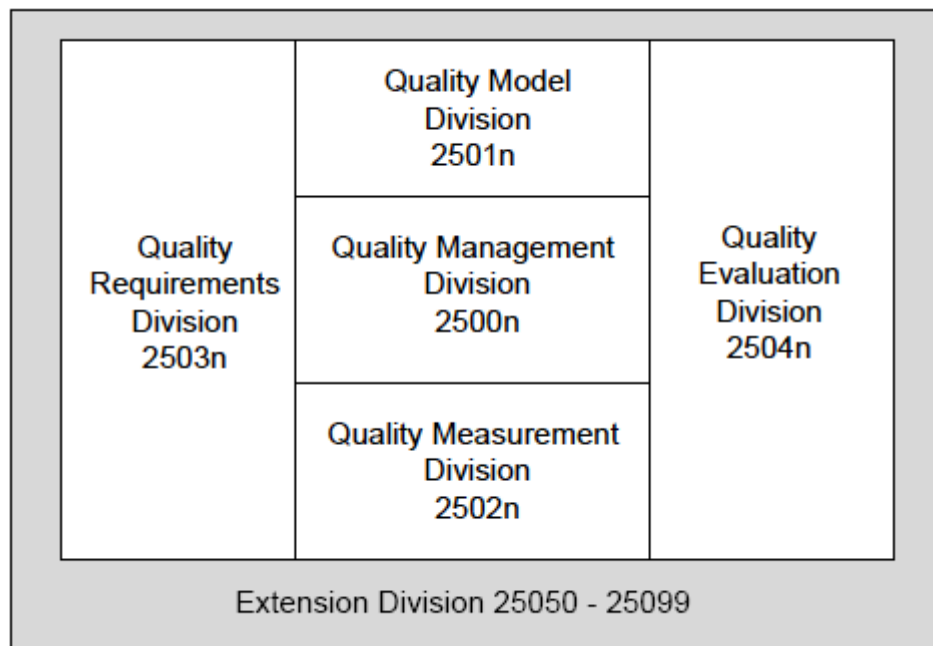 Quality Model
Division
2501n
Quality
Requirements
Division
2503n
Quality Management
Division
2500n
Quality
Evaluation
Division
2504n
Quality Measurement
Division
2502n
Extension Division 25050 - 25099